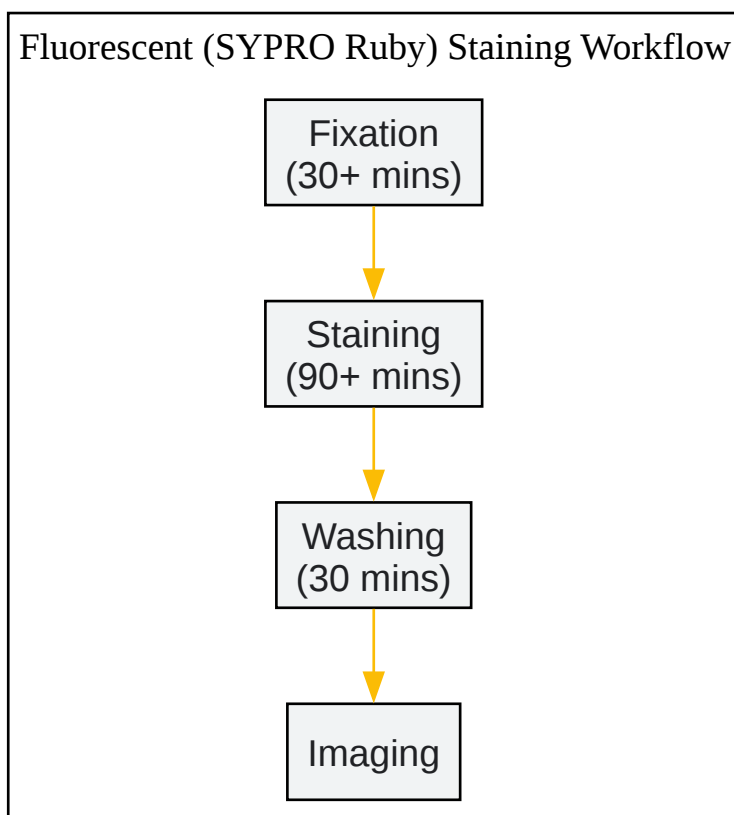 Fluorescent (SYPRO Ruby) Staining Workflow
Fixation
(30+ mins)
Staining
(90+ mins)
Washing
(30 mins)
Imaging